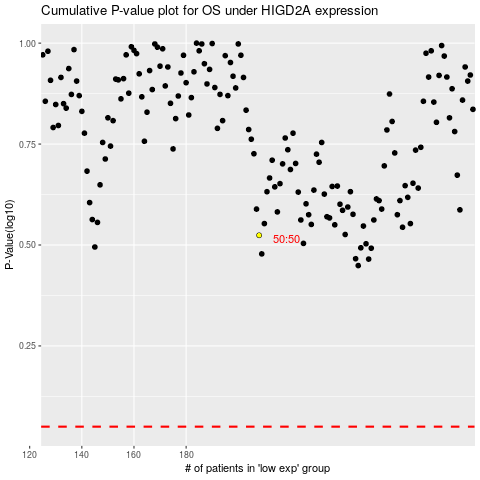 Cumulative P-value plot for OS under HIGD2A expression
P-Value(log10)
1.00
0.75
0.50
0.25
50:50
120 140 160 180
# of patients in 'low exp' group